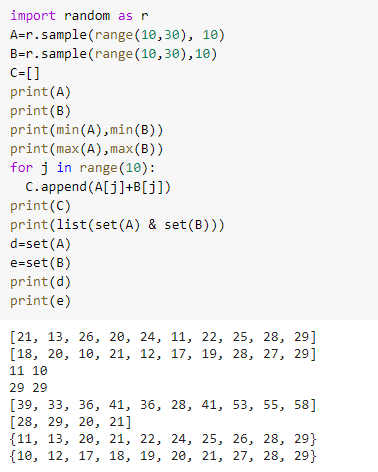 import random as r
A=r.sample(range(10,30), 10)
B=r.sample(range(10,30),10)
C=[]
print(A)
print(B)
print(min(A),min(B))
print(max(A),max(B))
for j in range(10):
  C.append(A[j]+B[j])
print(C)
print(list(set(A) & set(B)))
d=set(A)
e=set(B)
print(d)
print(e)
[21, 13, 26, 20, 24, 11, 22, 25, 28, 29]
[18, 20, 10, 21, 12, 17, 19, 28, 27, 29]
11 10
29 29
[39, 33, 36, 41, 36, 28, 41, 53, 55, 58]
[28, 29, 20, 21]
{11, 13, 20, 21, 22, 24, 25, 26, 28, 29}
{10, 12, 17, 18, 19, 20, 21, 27, 28, 29}